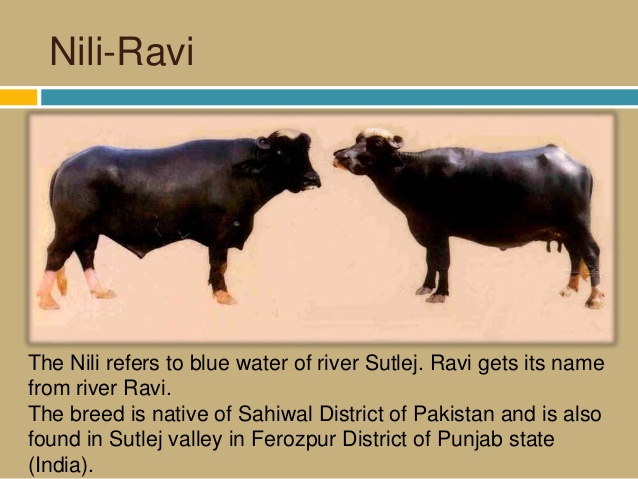 Nili-Ravi
The Nili refers to blue water of river Sutlej. Ravi gets its name
from river Ravi.
The breed is native of Sahiwal District of Pakistan and is also
found in Sutlej valley in Ferozpur District of Punjab state
(India).